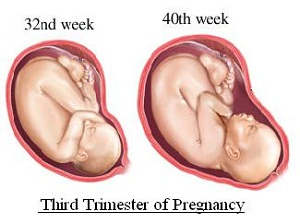 32nd week
40th week
Third Trimester of Pregnancy